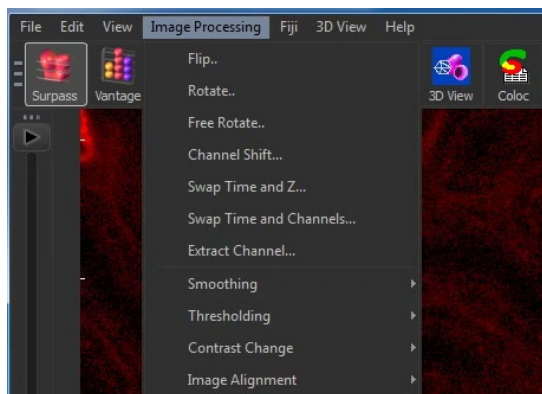 File Edit View Image Processing Fiji 3D View Help
Surpass Vantage 3D View Coloc
Flip..
Rotate..
Free Rotate..
Channel Shift...
Swap Time and Z...
Swap Time and Channels...
Extract Channel...
Smoothing
Thresholding
Contrast Change
Image Alignment